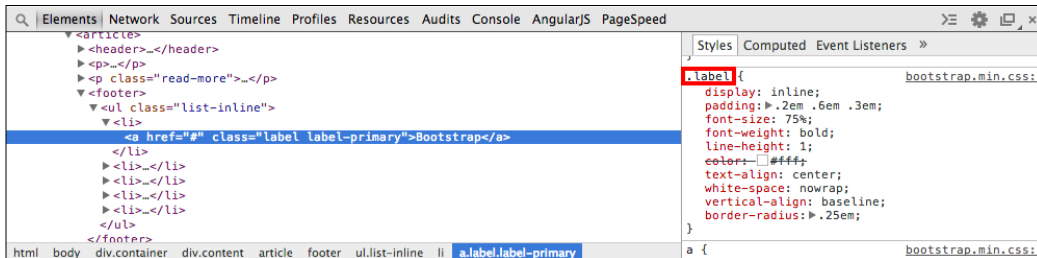 Elements Network Sources Timeline Profiles Resources Audits Console AngularJS PageSpeed
▼<article>
▶<header>…</header>
▶<p>…</p>
▶<p class="read-more">…</p>
▼<footer>
▼<ul class="list-inline">
▼<li>
<a href="#" class="label label-primary">Bootstrap</a>
</li>
▶<li>…</li>
▶<li>…</li>
▶<li>…</li>
▶<li>…</li>
</ul>
</footer>
html body div.container div.content article footer ul.list-inline li a.label.label-primary
Styles Computed Event Listeners »
}
.label { bootstrap.min.css:
display: inline;
padding:▶.2em .6em .3em;
font-size: 75%;
font-weight: bold;
line-height: 1;
color: #fff;
text-align: center;
white-space: nowrap;
vertical-align: baseline;
border-radius:▶.25em;
}
a { bootstrap.min.css: